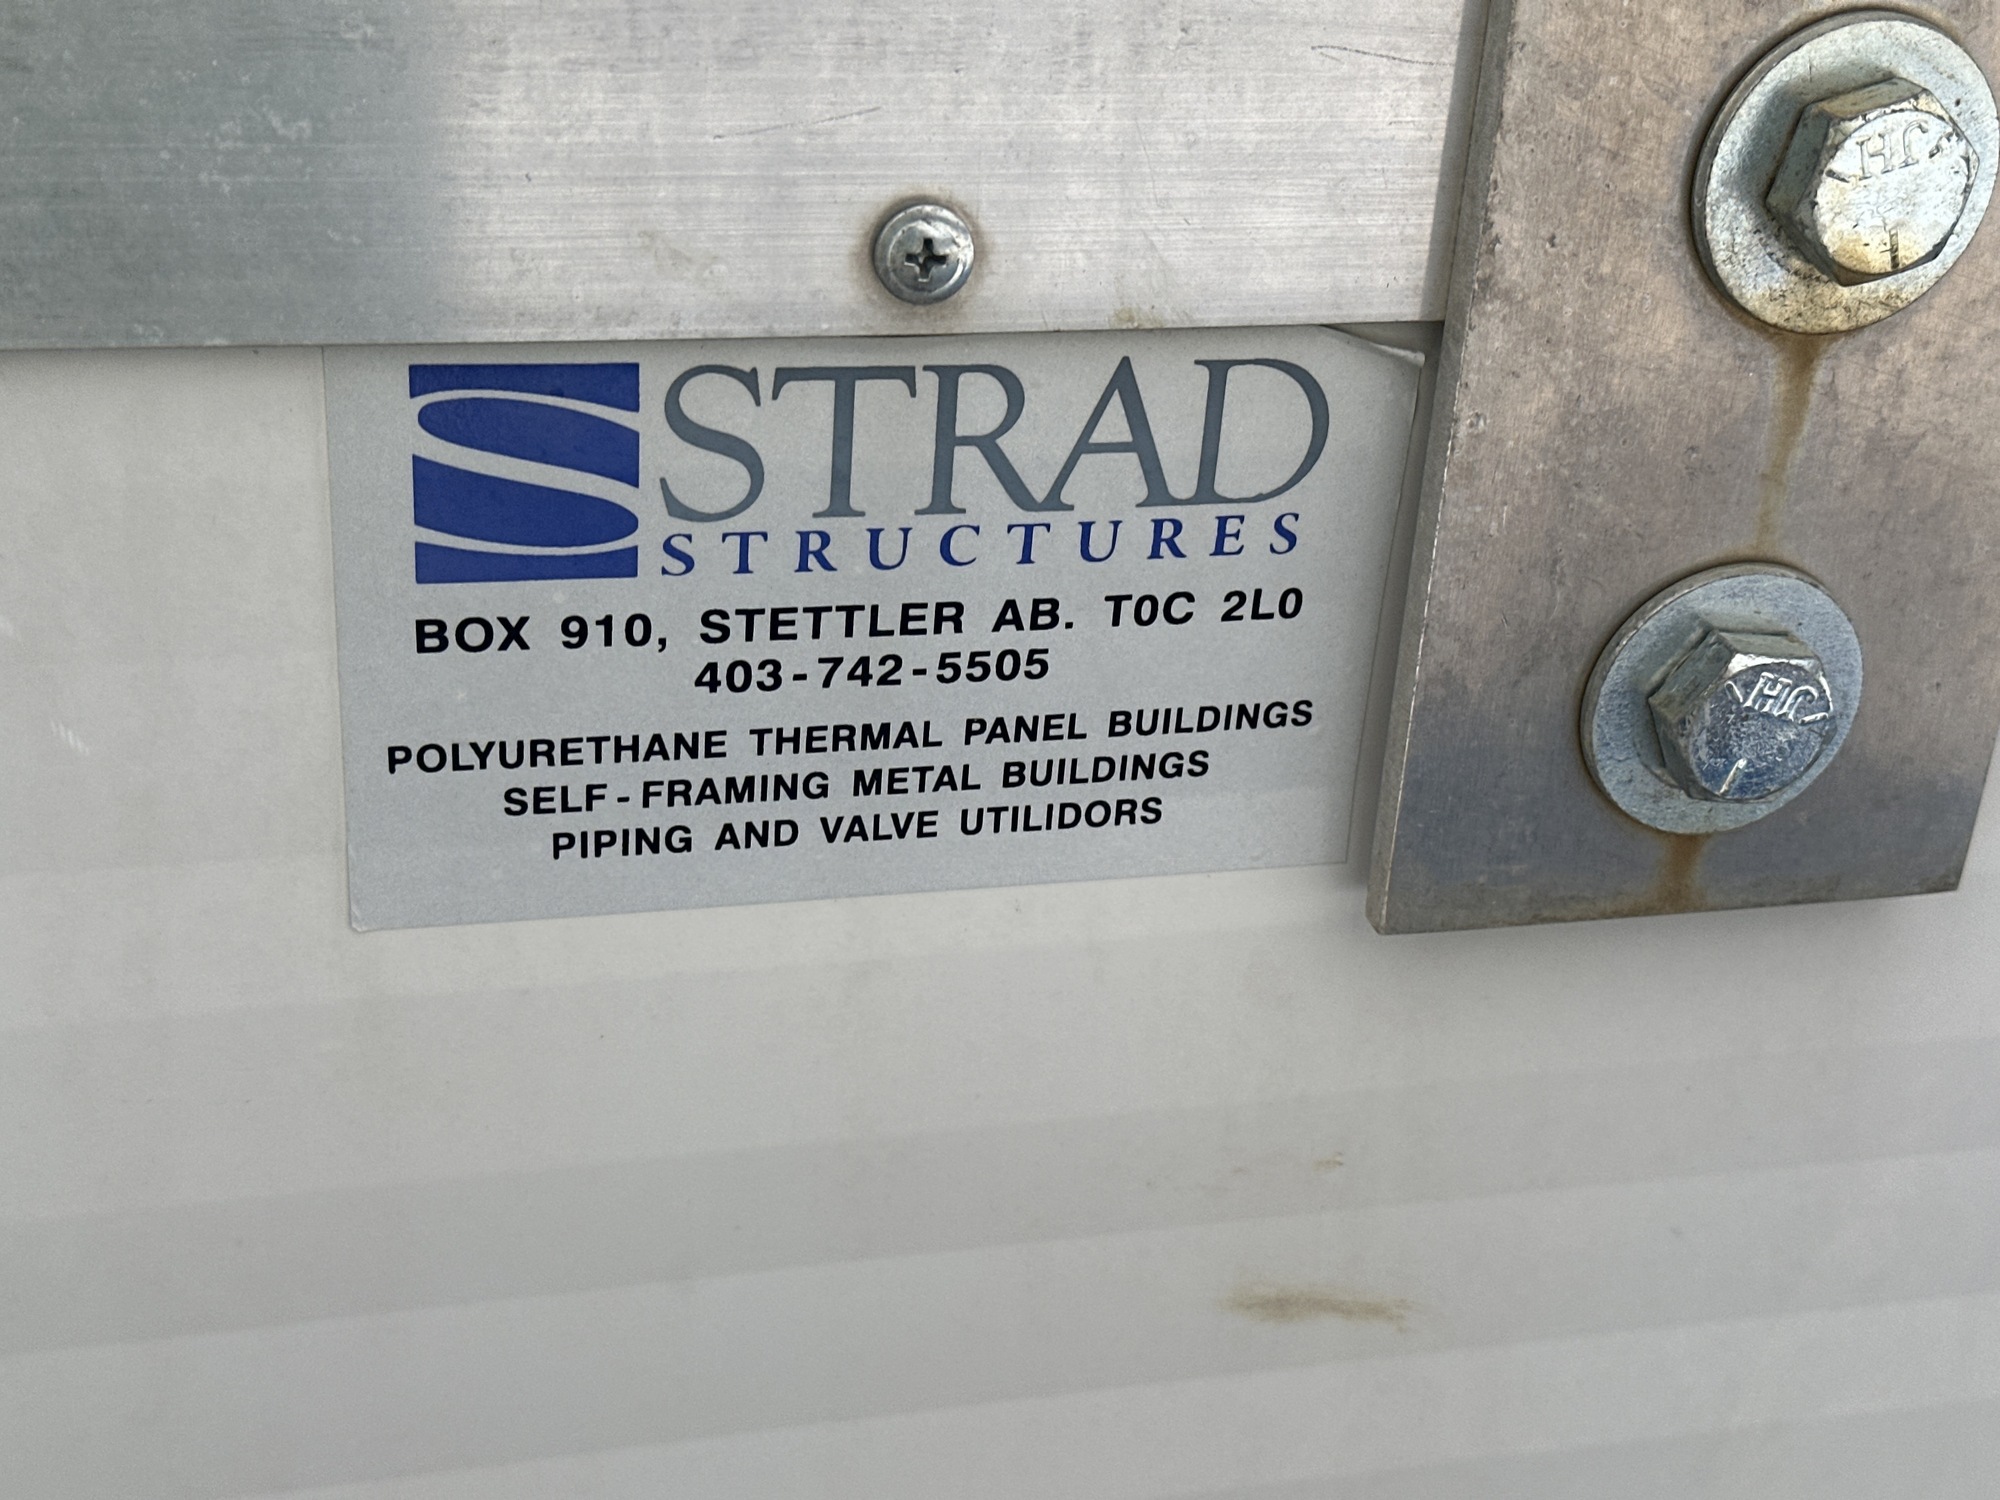 STRAD
STRUCTURES
BOX 910, STETTLER AB. T0C 2L0
403-742-5505
POLYURETHANE THERMAL PANEL BUILDINGS
SELF-FRAMING METAL BUILDINGS
PIPING AND VALVE UTILIDORS